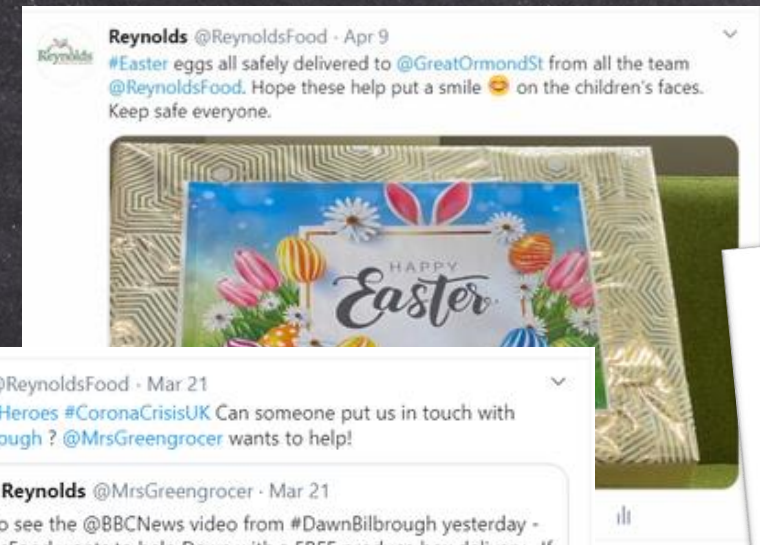 Reynolds
Reynolds @ReynoldsFood · Apr 9
#Easter eggs all safely delivered to @GreatOrmondSt from all the team
@ReynoldsFood. Hope these help put a smile 😊 on the children's faces.
Keep safe everyone.
HAPPY
Easter
@ReynoldsFood · Mar 21
Heroes #CoronaCrisisUK Can someone put us in touch with
ough ? @MrsGreengrocer wants to help!
Reynolds @MrsGreengrocer · Mar 21
o see the @BBCNews video from #DawnBilbrough yesterday -